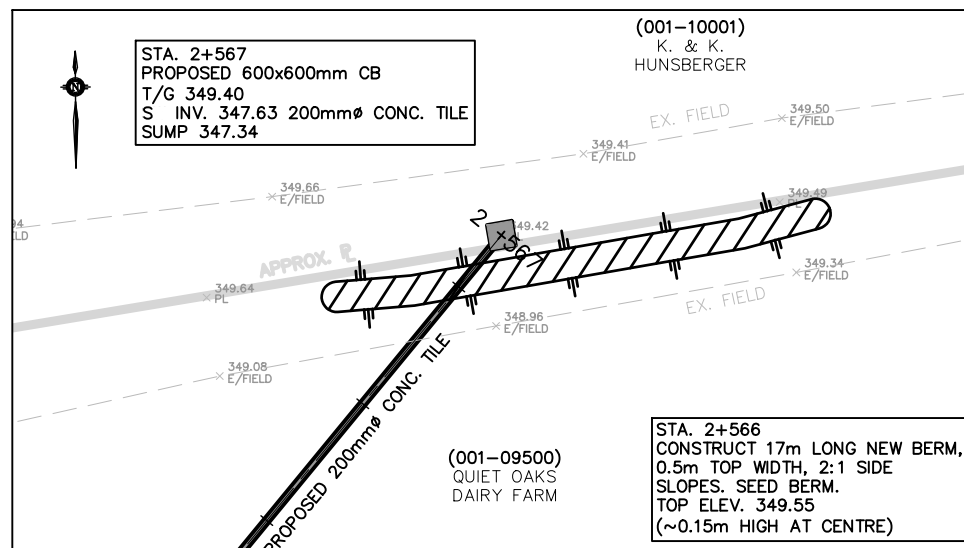 (001-10001)
K. & K.
HUNSBERGER
N
STA. 2+567
PROPOSED 600x600mm CB
T/G 349.40
S INV. 347.63 200mmø CONC. TILE
SUMP 347.34
349.50
E/FIELD
EX. FIELD
349.41
E/FIELD
349.66
E/FIELD
349.49
PL
349.42
2
567
APPROX. PL
349.64
PL
349.34
E/FIELD
EX. FIELD
348.96
E/FIELD
349.08
E/FIELD
PROPOSED 200mmø CONC. TILE
(001-09500)
QUIET OAKS
DAIRY FARM
STA. 2+566
CONSTRUCT 17m LONG NEW BERM,
0.5m TOP WIDTH, 2:1 SIDE
SLOPES. SEED BERM.
TOP ELEV. 349.55
(~0.15m HIGH AT CENTRE)